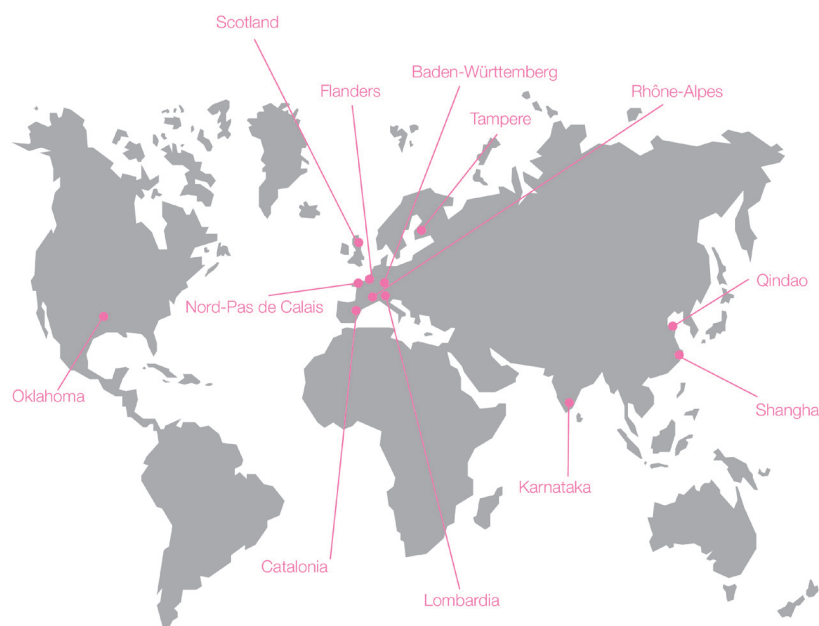 Scotland
Baden-Württemberg
Flanders
Rhône-Alpes
Tampere
Qindao
Nord-Pas de Calais
Oklahoma
Shangha
Karnataka
Catalonia
Lombardia